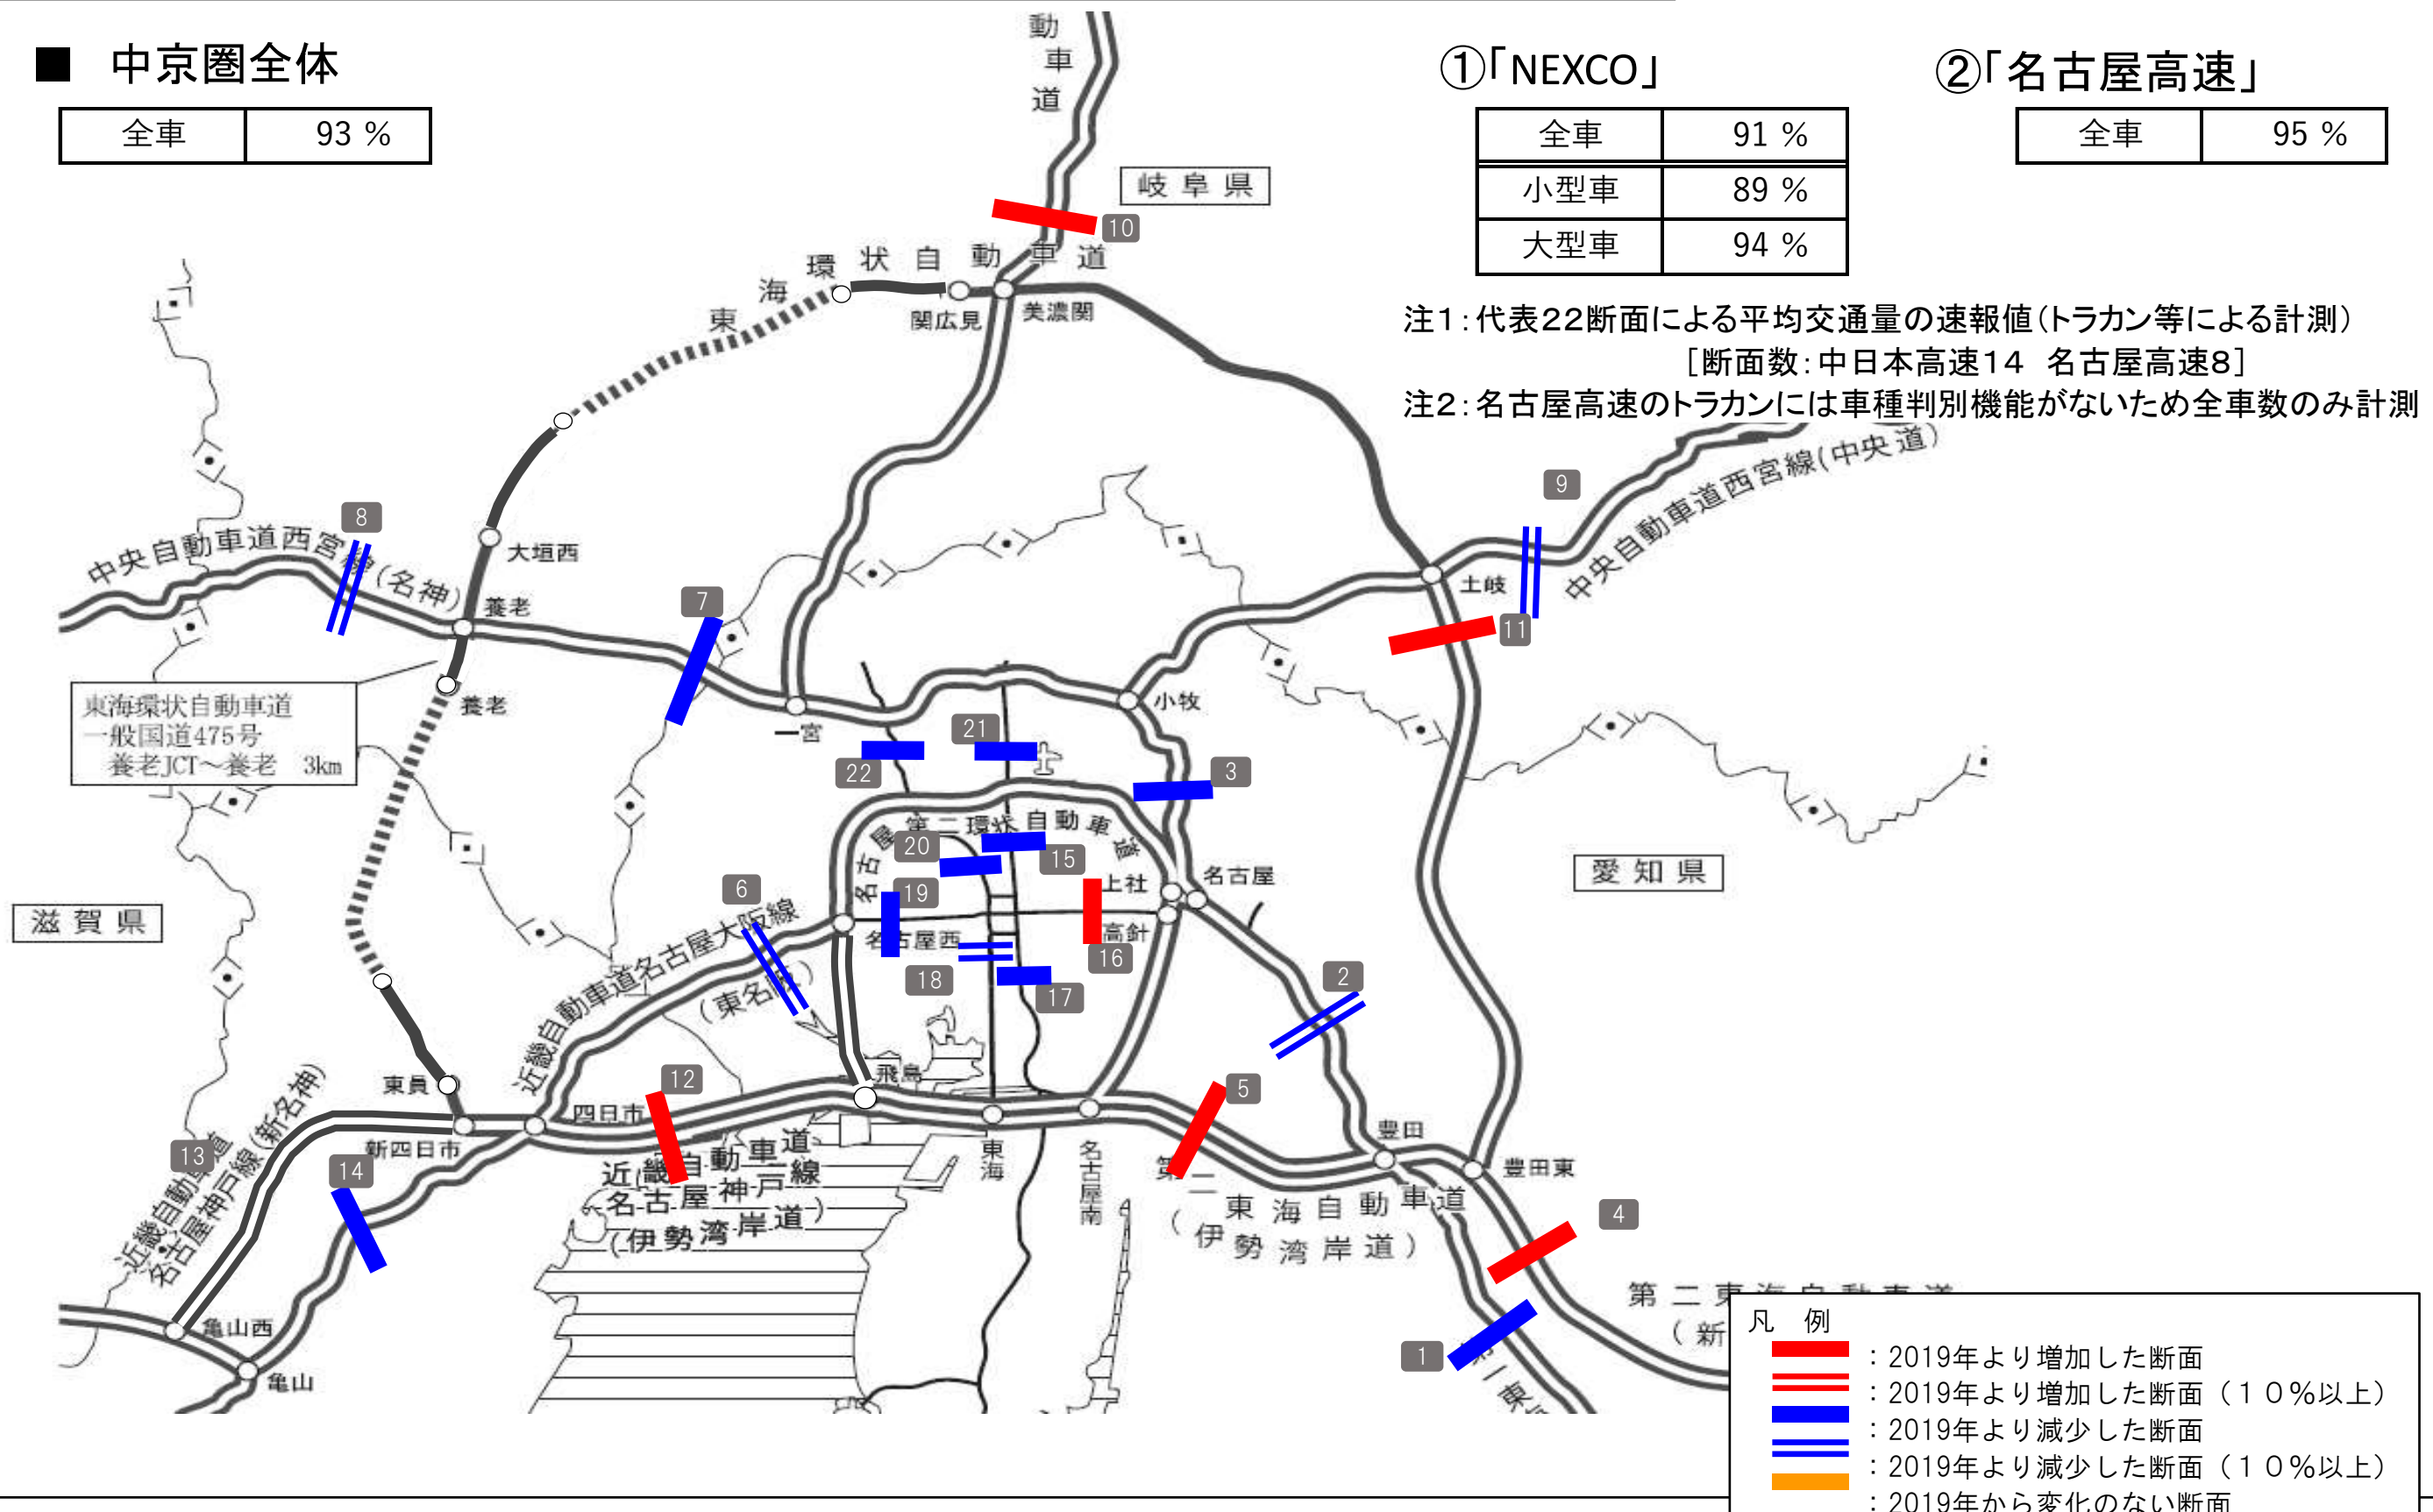 ■ 中京圏全体
全車 93 %
①「NEXCO」
全車 91 %
小型車 89 %
大型車 94 %
②「名古屋高速」
全車 95 %
注1:代表22断面による平均交通量の速報値(トラカン等による計測)
[断面数:中日本高速14 名古屋高速8]
注2:名古屋高速のトラカンには車種判別機能がないため全車数のみ計測
動車道
岐阜県
10
東海環状自動車道
関広見
美濃関
9
中央自動車道西宮線(中央道)
8
中央自動車道西宮線(名神)
大垣西
養老
7
土岐
11
東海環状自動車道
一般国道475号
養老JCT~養老 3km
養老
一宮
小牧
21
22
3
名古屋第二環状自動車道
20
15
19
上社
名古屋
愛知県
滋賀県
6
近畿自動車道名古屋大阪線
(東名阪)
名古屋西
高針
16
18
17
2
東員
12
飛島
5
四日市
新四日市
13
14
近畿自動車道
名古屋神戸線(新名神)
近畿自動車道
名古屋神戸線
(伊勢湾岸道)
東海
名古屋南
豊田
豊田東
第二東海自動車道
(伊勢湾岸道)
4
亀山西
亀山
1
第二東海自動車道
(新
第一東
凡 例
:2019年より増加した断面
:2019年より増加した断面(10%以上)
:2019年より減少した断面
:2019年より減少した断面(10%以上)
:2019年から変化のない断面